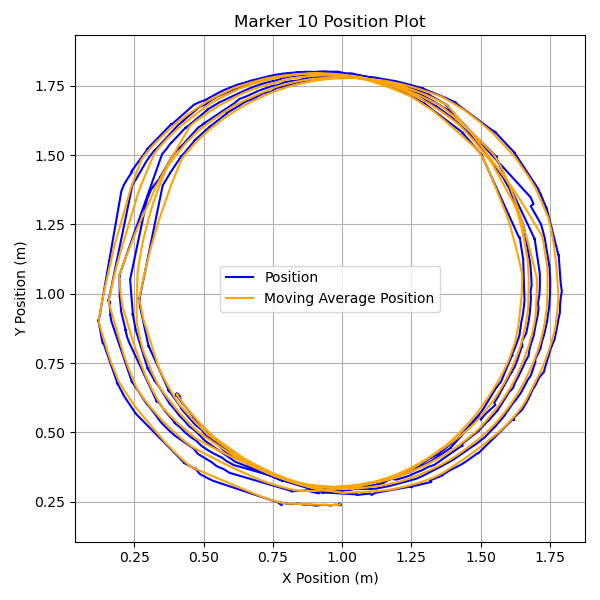 Marker 10 Position Plot
Y Position (m)
1.75
1.50
1.25
1.00
0.75
0.50
0.25
Position
Moving Average Position
0.25 0.50 0.75 1.00 1.25 1.50 1.75
X Position (m)